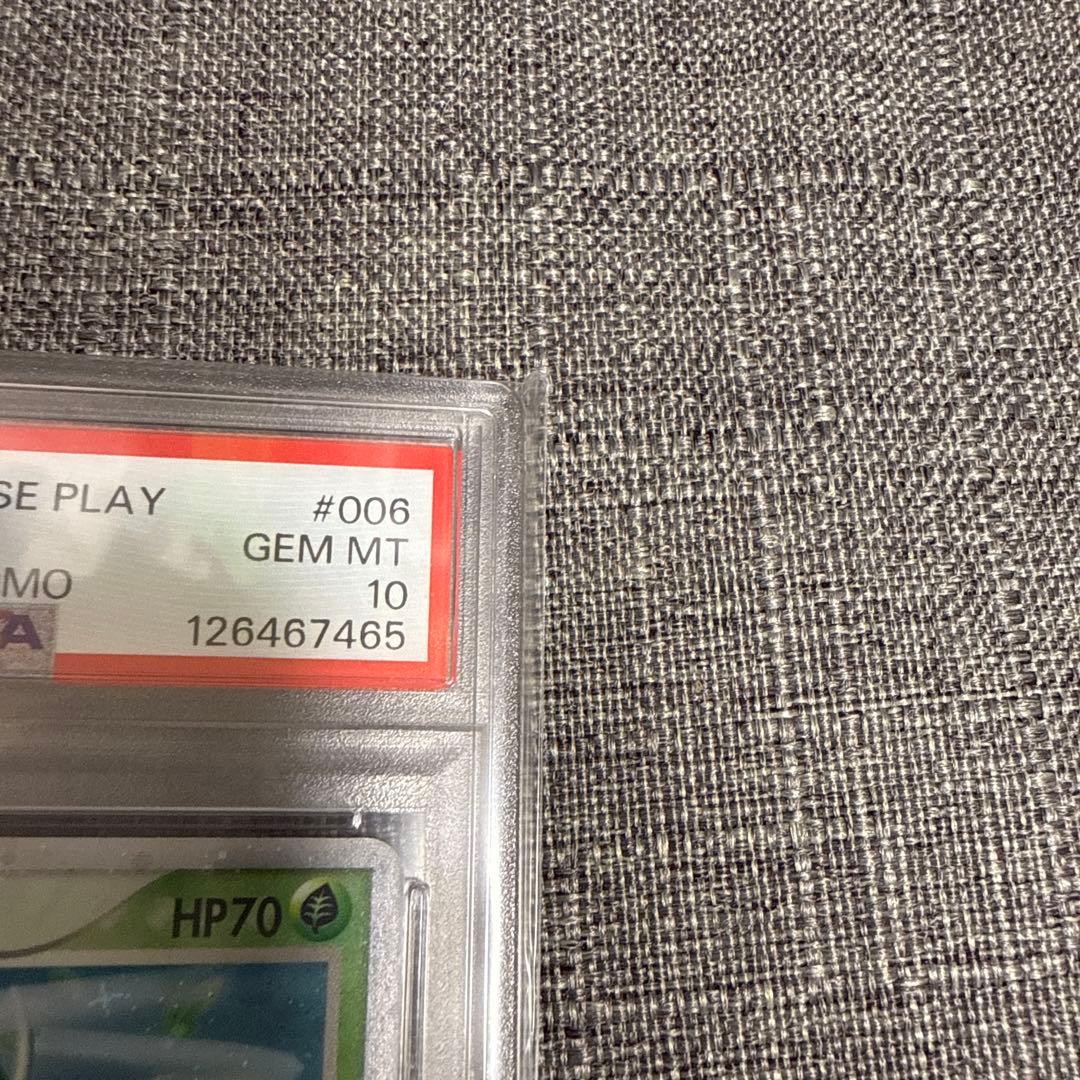 SE PLAY #006
GEM MT
MO 10
A 126467465
HP70